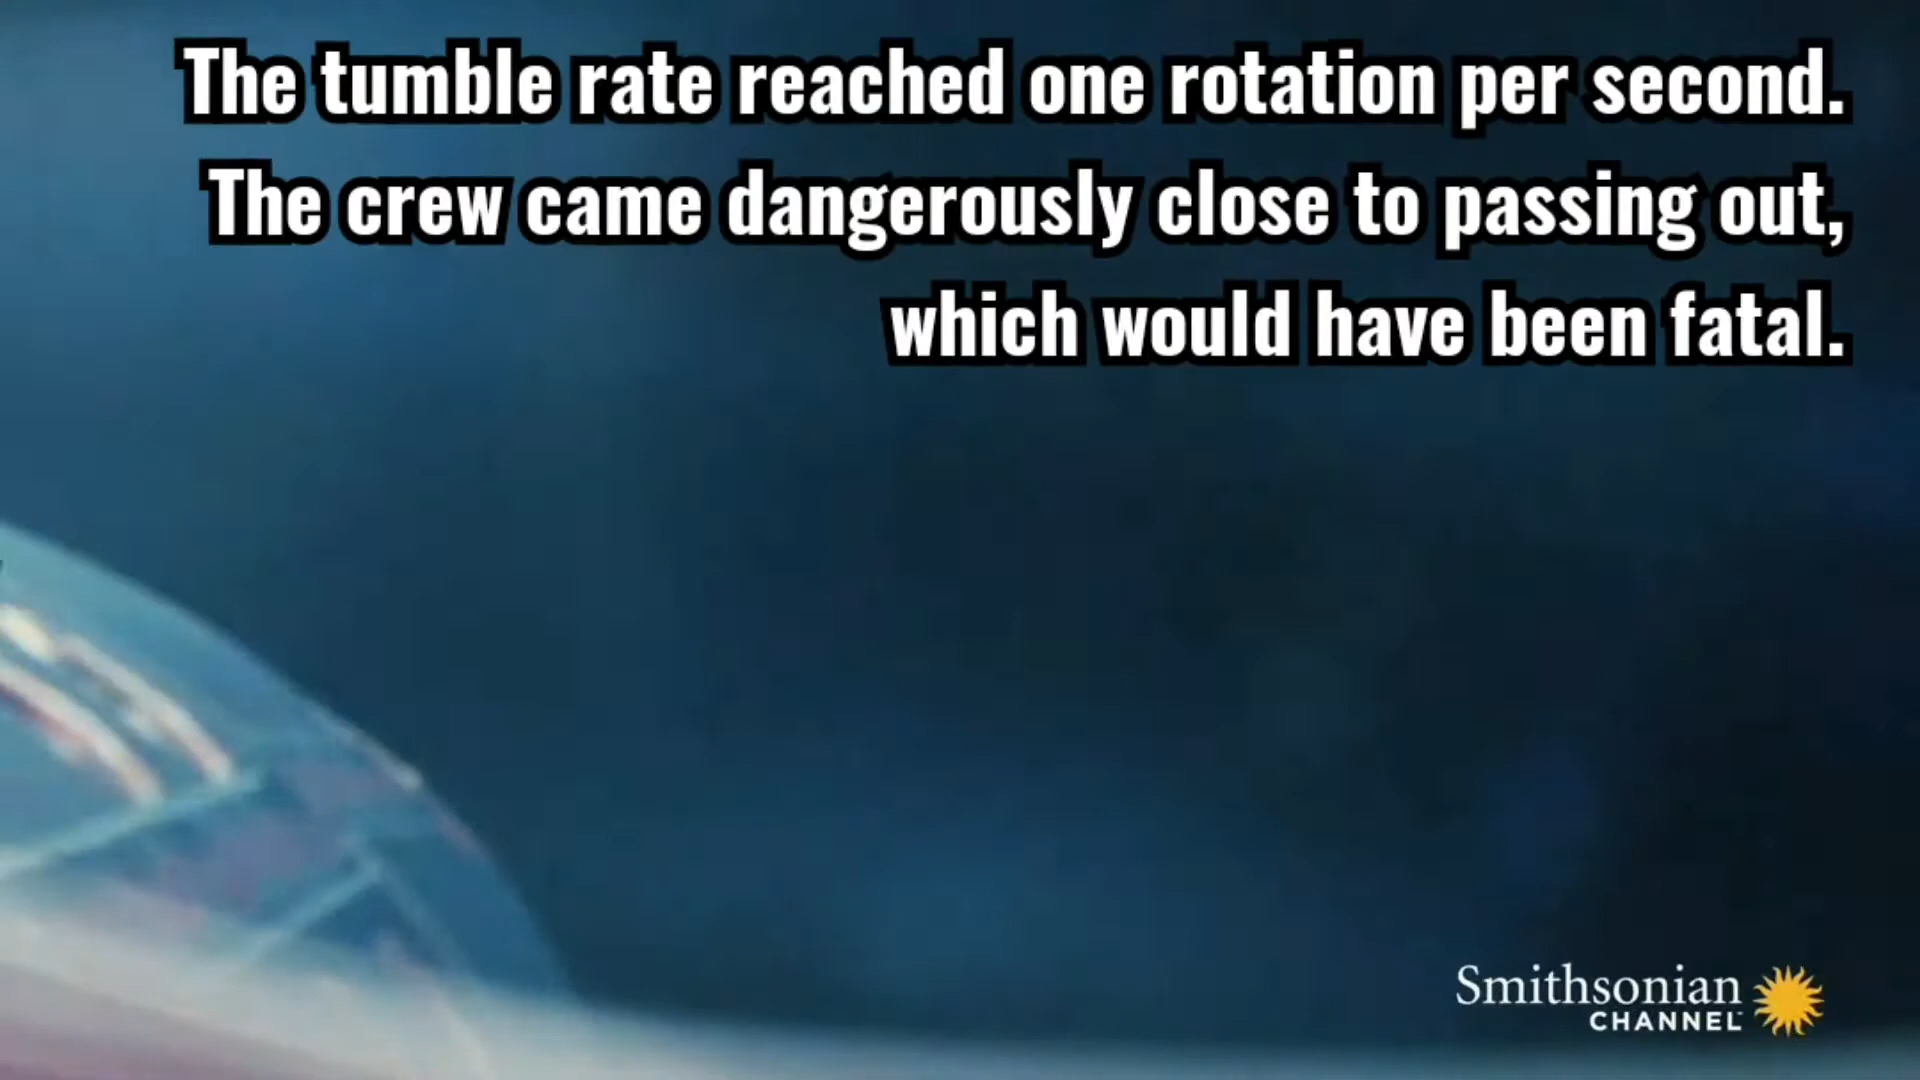 The tumble rate reached one rotation per second.
The crew came dangerously close to passing out,
which would have been fatal.
Smithsonian
CHANNEL